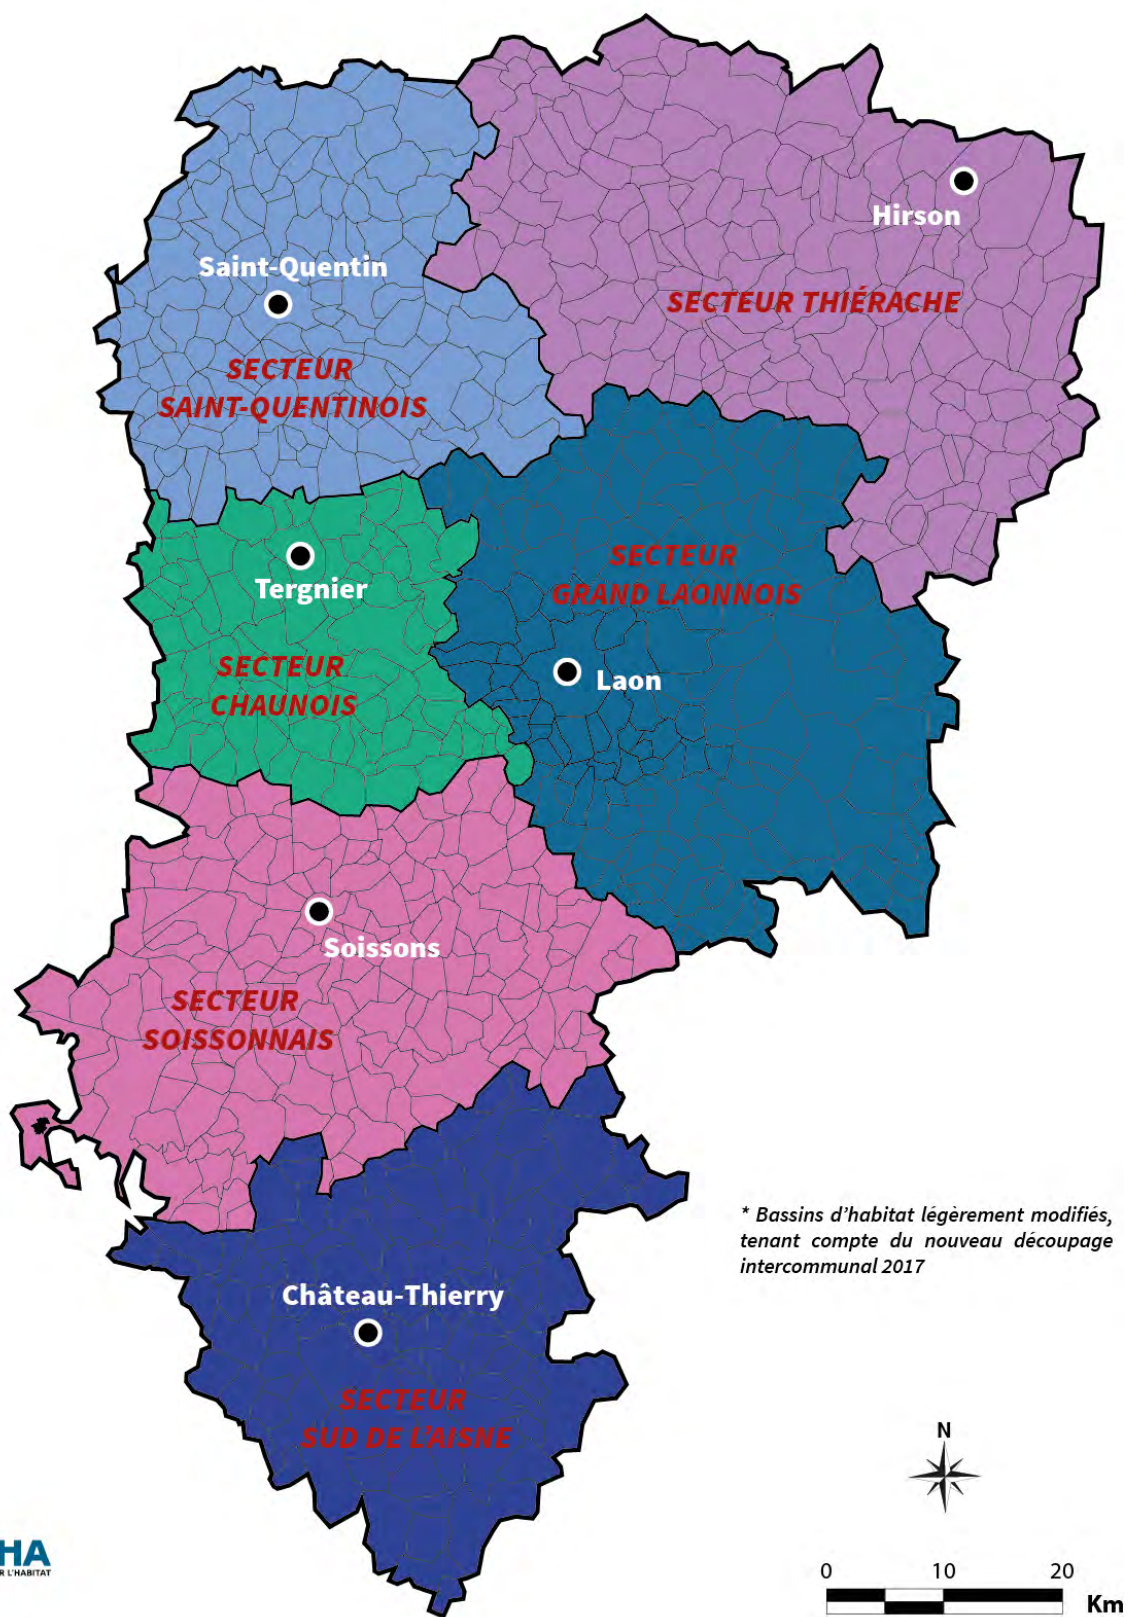 Hirson
Saint-Quentin
SECTEUR THIÉRACHE
SECTEUR
SAINT-QUENTINOIS
SECTEUR
GRAND LAONNOIS
Tergnier
SECTEUR
CHAUNOIS
Laon
Soissons
SECTEUR
SOISSONNAIS
* Bassins d’habitat légèrement modifiés,
tenant compte du nouveau découpage
intercommunal 2017
Château-Thierry
SECTEUR
SUD DE L’AISNE
N
HA
R L’HABITAT
0 10 20
Km